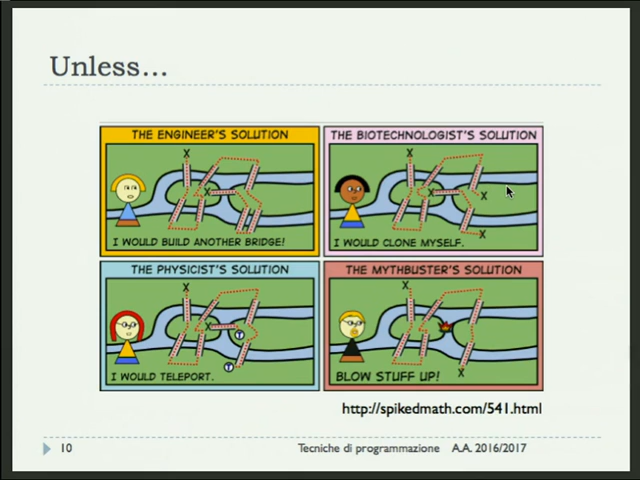 Unless...
THE ENGINEER'S SOLUTION
X
X
I WOULD BUILD ANOTHER BRIDGE!
THE BIOTECHNOLOGIST'S SOLUTION
X
X
X
X
I WOULD CLONE MYSELF.
THE PHYSICIST'S SOLUTION
X
X
T
T
I WOULD TELEPORT.
THE MYTHBUSTER'S SOLUTION
X
X
BLOW STUFF UP!
http://spikedmath.com/541.html
10
Tecniche di programmazione A.A. 2016/2017